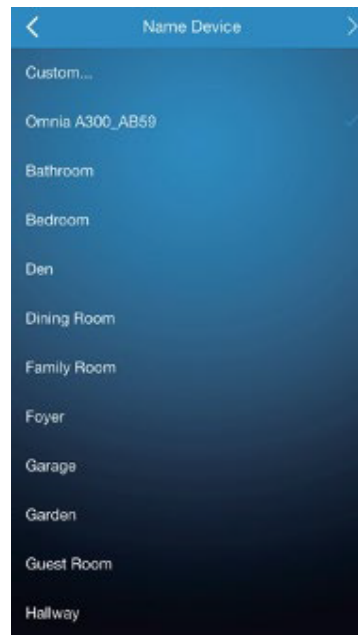 Name Device
Custom...
Omnia A300_AB59
Bathroom
Bedroom
Den
Dining Room
Family Room
Foyer
Garage
Garden
Guest Room
Hallway